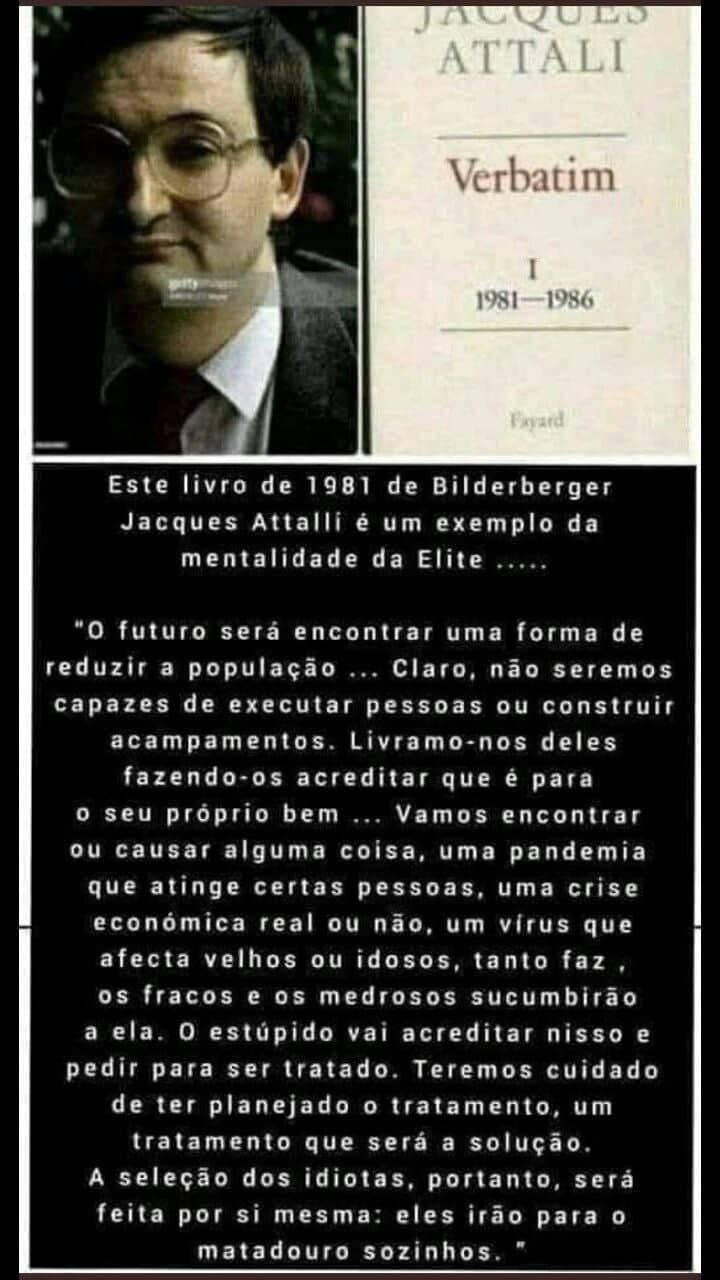 JACQUES
ATTALI
Verbatim
I
1981—1986
Fayard
gettyimages
Este livro de 1981 de Bilderberger
Jacques Attalli é um exemplo da
mentalidade da Elite .....
"O futuro será encontrar uma forma de
reduzir a população ... Claro, não seremos
capazes de executar pessoas ou construir
acampamentos. Livramo-nos deles
fazendo-os acreditar que é para
o seu próprio bem ... Vamos encontrar
ou causar alguma coisa, uma pandemia
que atinge certas pessoas, uma crise
económica real ou não, um vírus que
afecta velhos ou idosos, tanto faz ,
os fracos e os medrosos sucumbirão
a ela. O estúpido vai acreditar nisso e
pedir para ser tratado. Teremos cuidado
de ter planejado o tratamento, um
tratamento que será a solução.
A seleção dos idiotas, portanto, será
feita por si mesma: eles irão para o
matadouro sozinhos. "